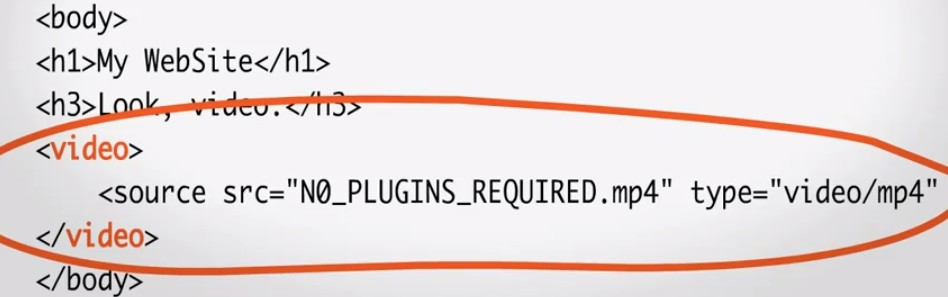 <body>
<h1>My WebSite</h1>
<h3>Look, video.</h3>
<video>
<source src="N0_PLUGINS_REQUIRED.mp4" type="video/mp4"
</video>
</body>